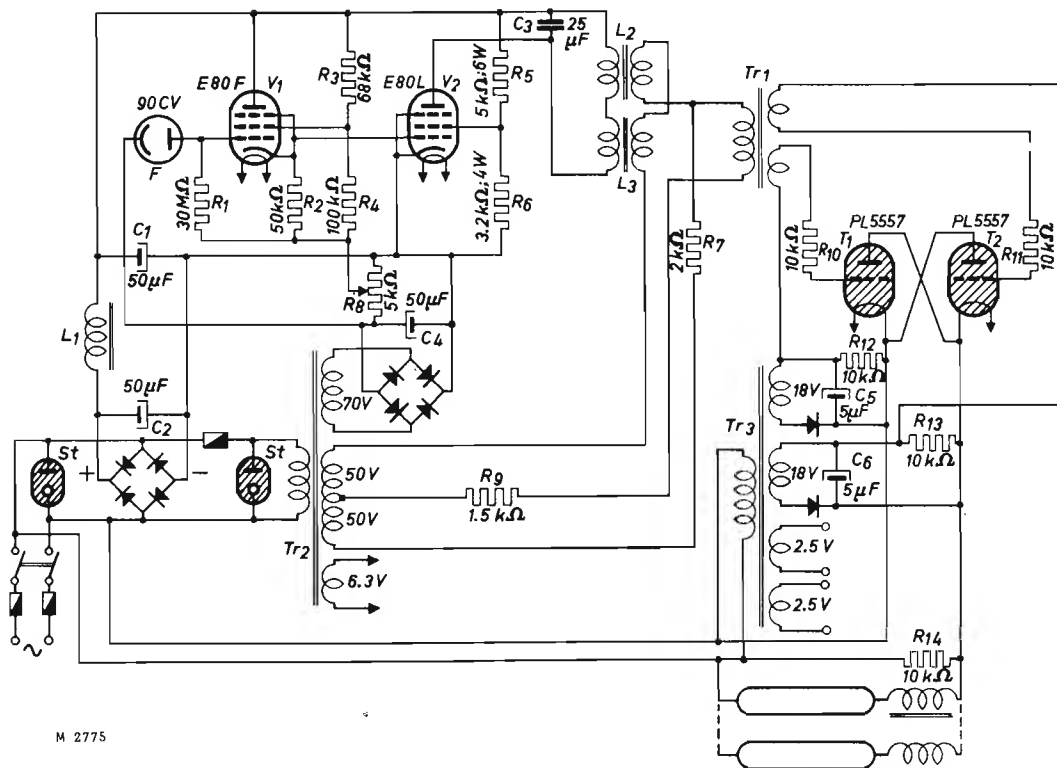 C3
25
μF
L2
E80F
V1
R3
68kΩ
E80L
V2
5kΩ;6W
R5
Tr1
90CV
F
L3
30MΩ
R1
50kΩ
R2
100kΩ
R4
3.2kΩ;4W
R6
2kΩ
R7
PL5557
PL5557
10kΩ
R10
T1
T2
R11
10kΩ
C1
50μF
R8
5kΩ
50μF
C4
L1
R12
10kΩ
50μF
C2
70V
18V
C5
5μF
Tr3
R13
10kΩ
St
+
−
St
50V
R9
1.5kΩ
50V
18V
C6
5μF
2.5V
Tr2
6.3V
2.5V
R14
10kΩ
~
M 2775